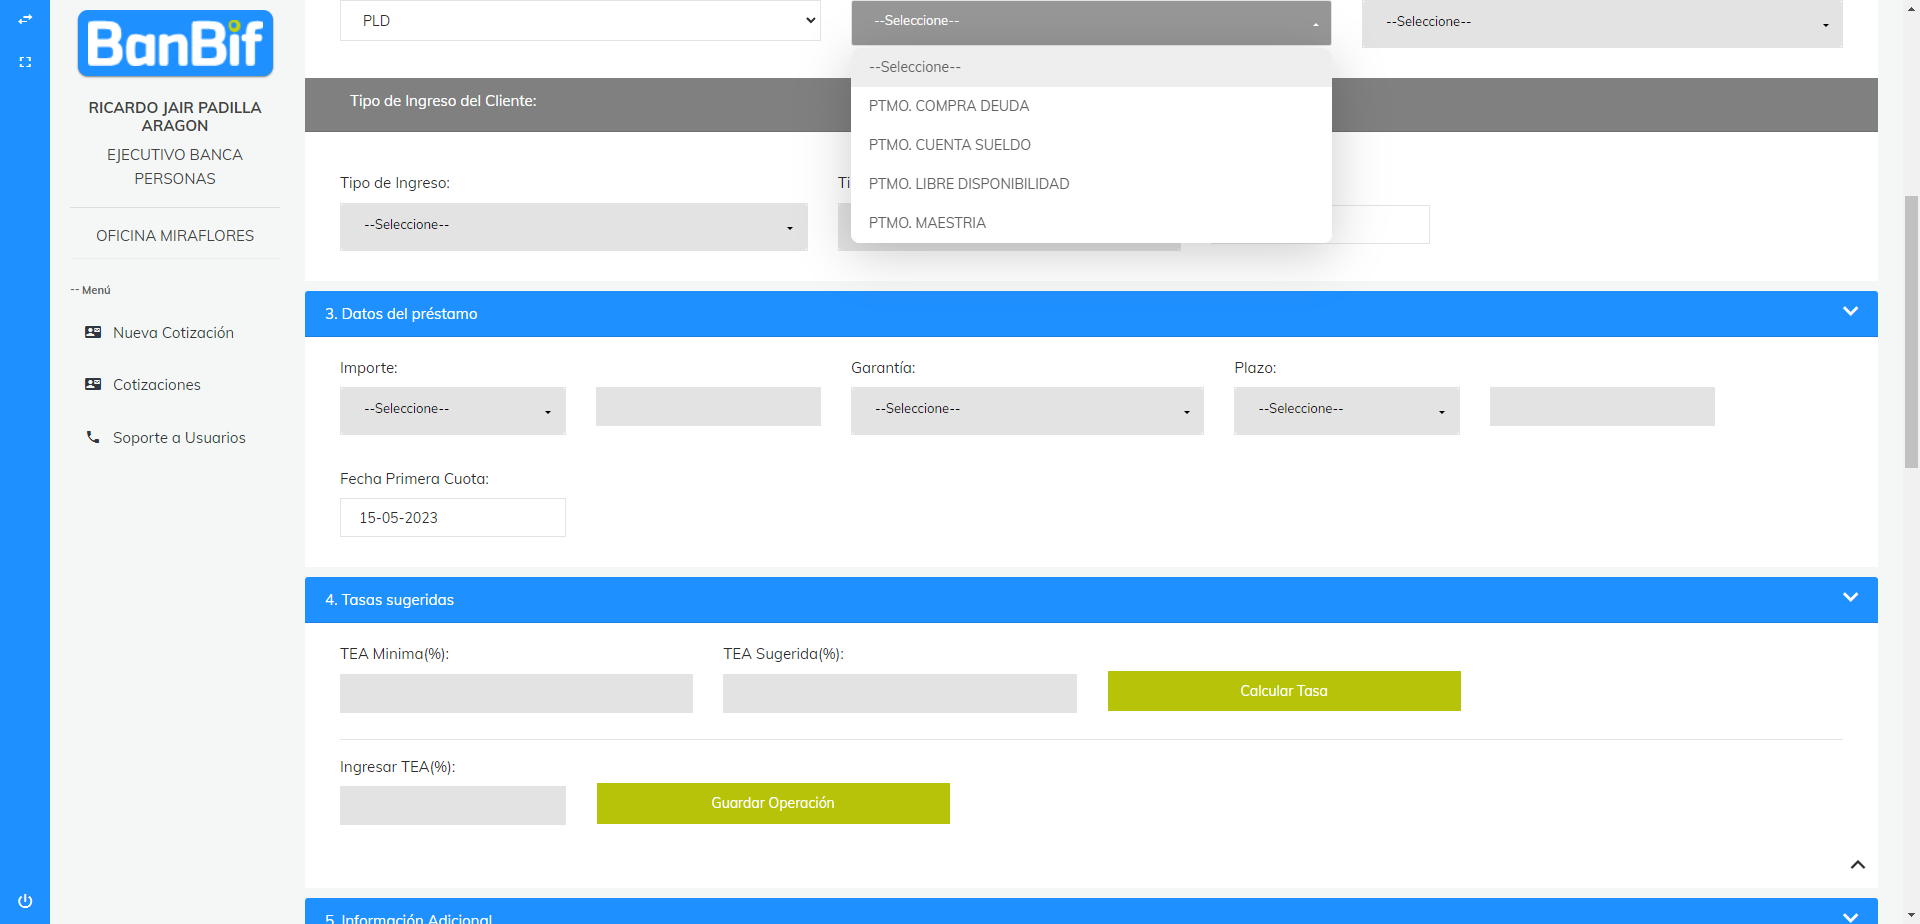 BanBif
RICARDO JAIR PADILLA
ARAGON
EJECUTIVO BANCA
PERSONAS
OFICINA MIRAFLORES
-- Menú
Nueva Cotización
Cotizaciones
Soporte a Usuarios
PLD
--Seleccione--
--Seleccione--
--Seleccione--
PTMO. COMPRA DEUDA
PTMO. CUENTA SUELDO
PTMO. LIBRE DISPONIBILIDAD
PTMO. MAESTRIA
Tipo de Ingreso del Cliente:
Tipo de Ingreso:
--Seleccione--
3. Datos del préstamo
Importe:
Garantía:
Plazo:
--Seleccione--
--Seleccione--
--Seleccione--
Fecha Primera Cuota:
15-05-2023
4. Tasas sugeridas
TEA Minima(%):
TEA Sugerida(%):
Calcular Tasa
Ingresar TEA(%):
Guardar Operación
5. Información Adicional